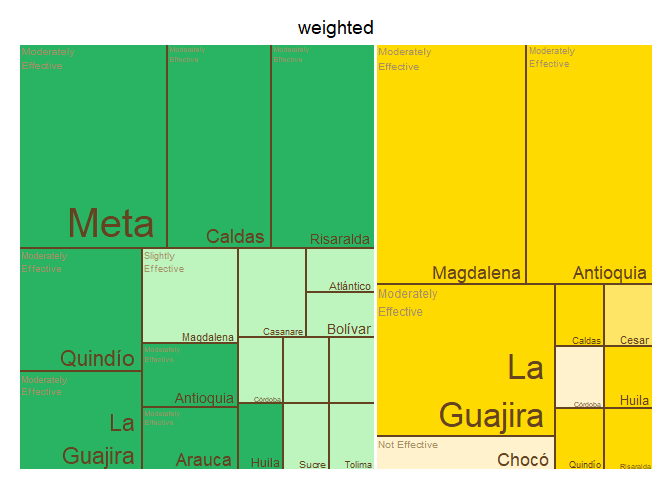 weighted
Moderately
Effective
Meta
Moderately
Effective
Caldas
Moderately
Effective
Risaralda
Moderately
Effective
Quindío
Moderately
Effective
La
Guajira
Slightly
Effective
Magdalena
Moderately
Effective
Antioquia
Moderately
Effective
Arauca
Casanare
Atlántico
Bolívar
Córdoba
Huila
Sucre
Tolima
Moderately
Effective
Magdalena
Moderately
Effective
Antioquia
Moderately
Effective
La
Guajira
Not Effective
Chocó
Caldas
Cesar
Córdoba
Huila
Quindío
Risaralda